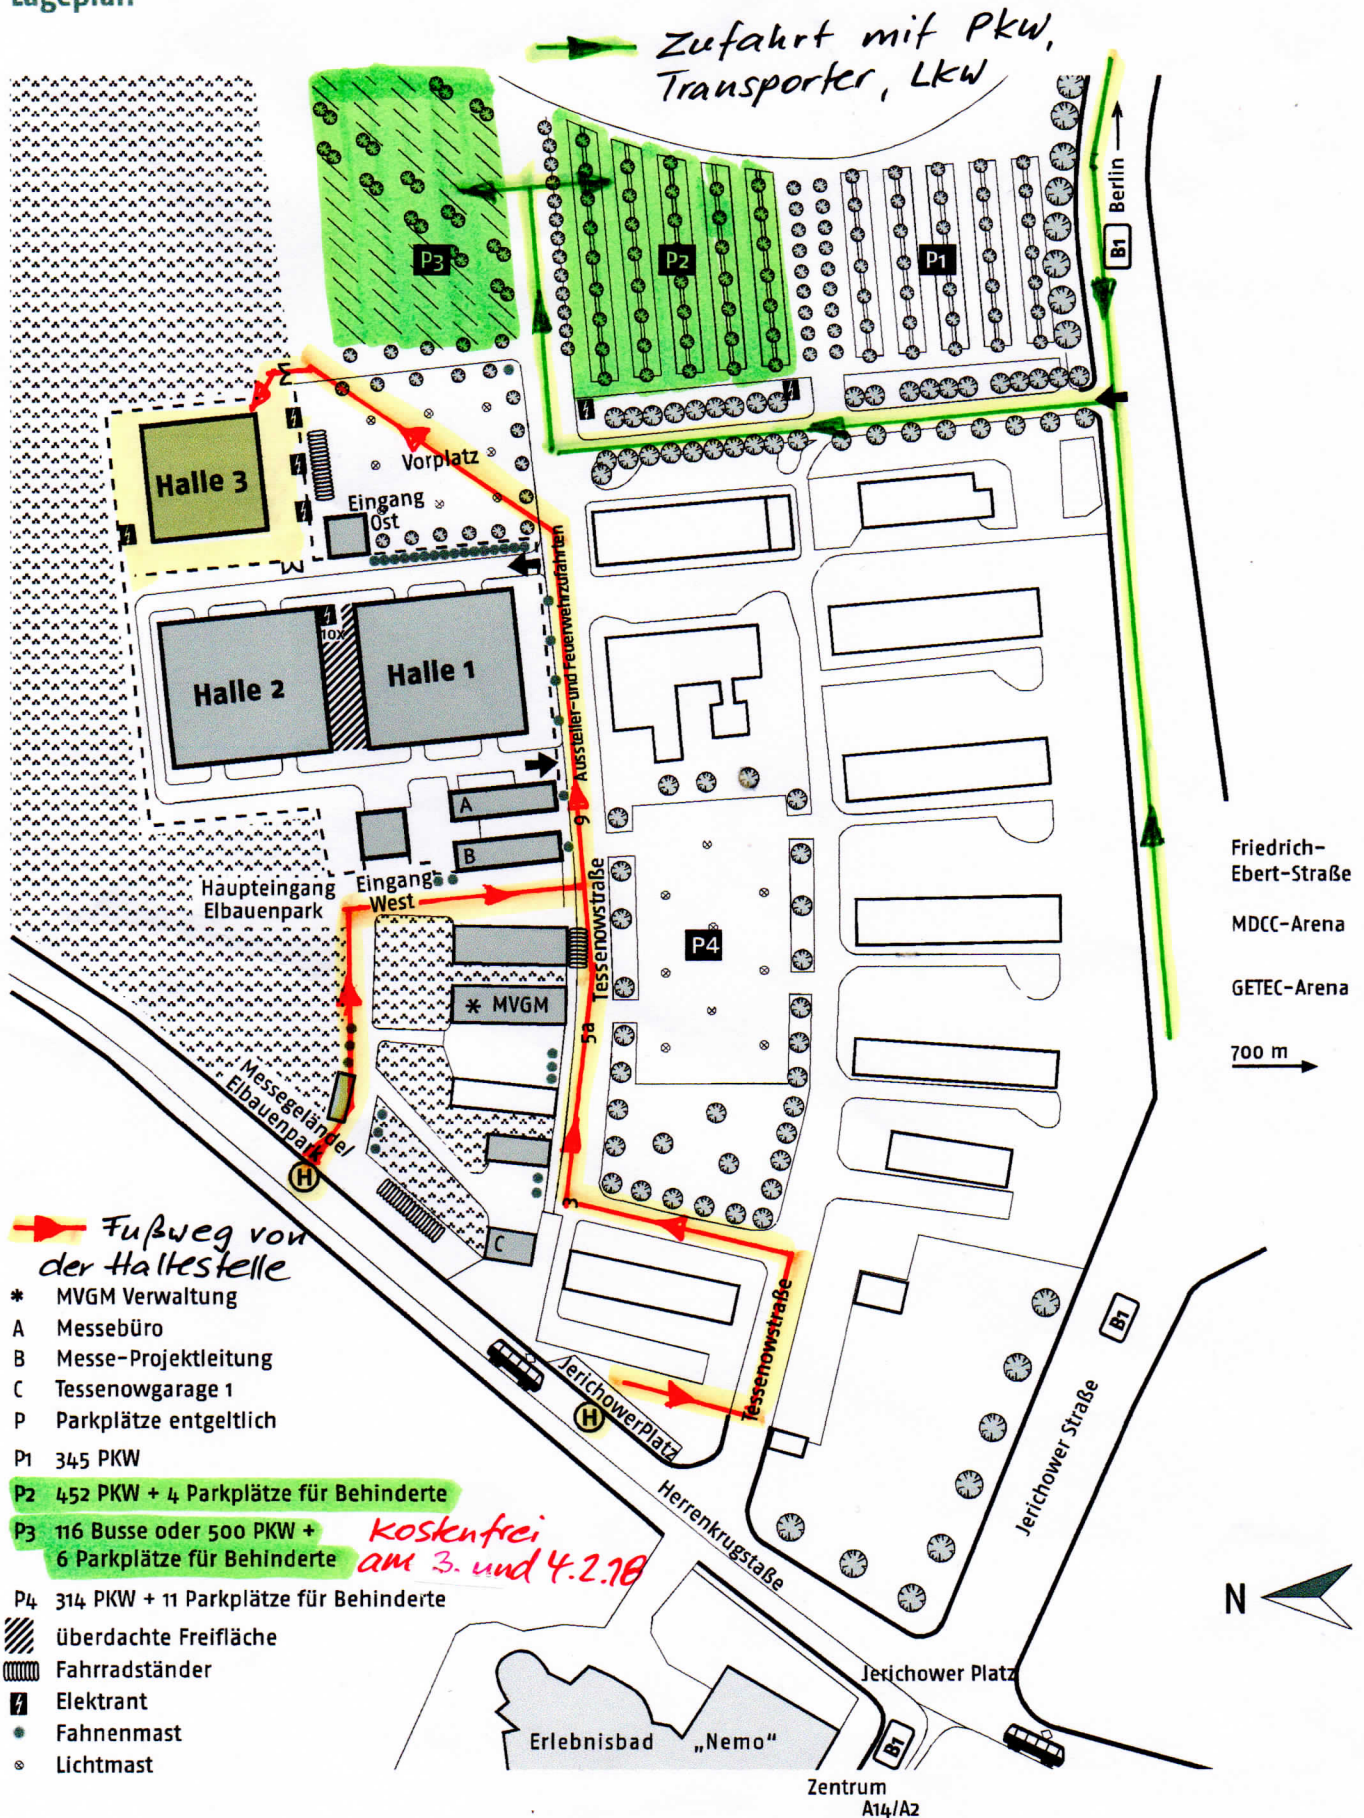 Lageplan
Zufahrt mit PKW,
Transporter, LKW
Berlin
B1
P3
P2
P1
Halle 3
Vorplatz
Eingang
Ost
10x
Halle 2
Halle 1
Aussteller-und Feuerwehrzufahrten
A
9
B
Haupteingang
Elbauenpark
Eingang
West
Tessenowstraße
P4
* MVGM
5a
Friedrich-
Ebert-Straße
MDCC-Arena
GETEC-Arena
700 m
Messegelände/
Elbauenpark
H
3
C
Tessenowstraße
Jerichower Platz
H
B1
Jerichower Straße
Herrenkrugstaße
Fußweg von
der Haltestelle
* MVGM Verwaltung
A Messebüro
B Messe-Projektleitung
C Tessenowgarage 1
P Parkplätze entgeltlich
P1 345 PKW
P2 452 PKW + 4 Parkplätze für Behinderte
P3 116 Busse oder 500 PKW +
6 Parkplätze für Behinderte
Kostenfrei
am 3. und 4.2.18
P4 314 PKW + 11 Parkplätze für Behinderte
überdachte Freifläche
Fahrradständer
Elektrant
Fahnenmast
Lichtmast
N
Jerichower Platz
Erlebnisbad „Nemo“
B1
Zentrum
A14/A2